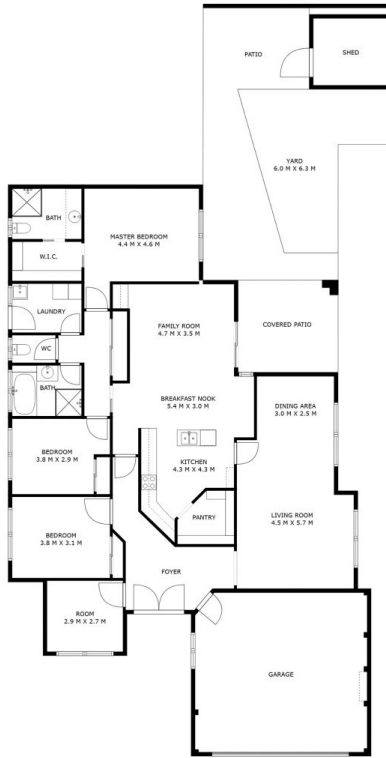 PATIO
SHED
YARD
6.0 M X 6.3 M
BATH
MASTER BEDROOM
4.4 M X 4.6 M
W.I.C.
LAUNDRY
FAMILY ROOM
4.7 M X 3.5 M
COVERED PATIO
WC
BATH
BREAKFAST NOOK
5.4 M X 3.0 M
DINING AREA
3.0 M X 2.5 M
KITCHEN
4.3 M X 4.3 M
BEDROOM
3.8 M X 2.9 M
PANTRY
LIVING ROOM
4.5 M X 5.7 M
BEDROOM
3.8 M X 3.1 M
FOYER
ROOM
2.9 M X 2.7 M
GARAGE